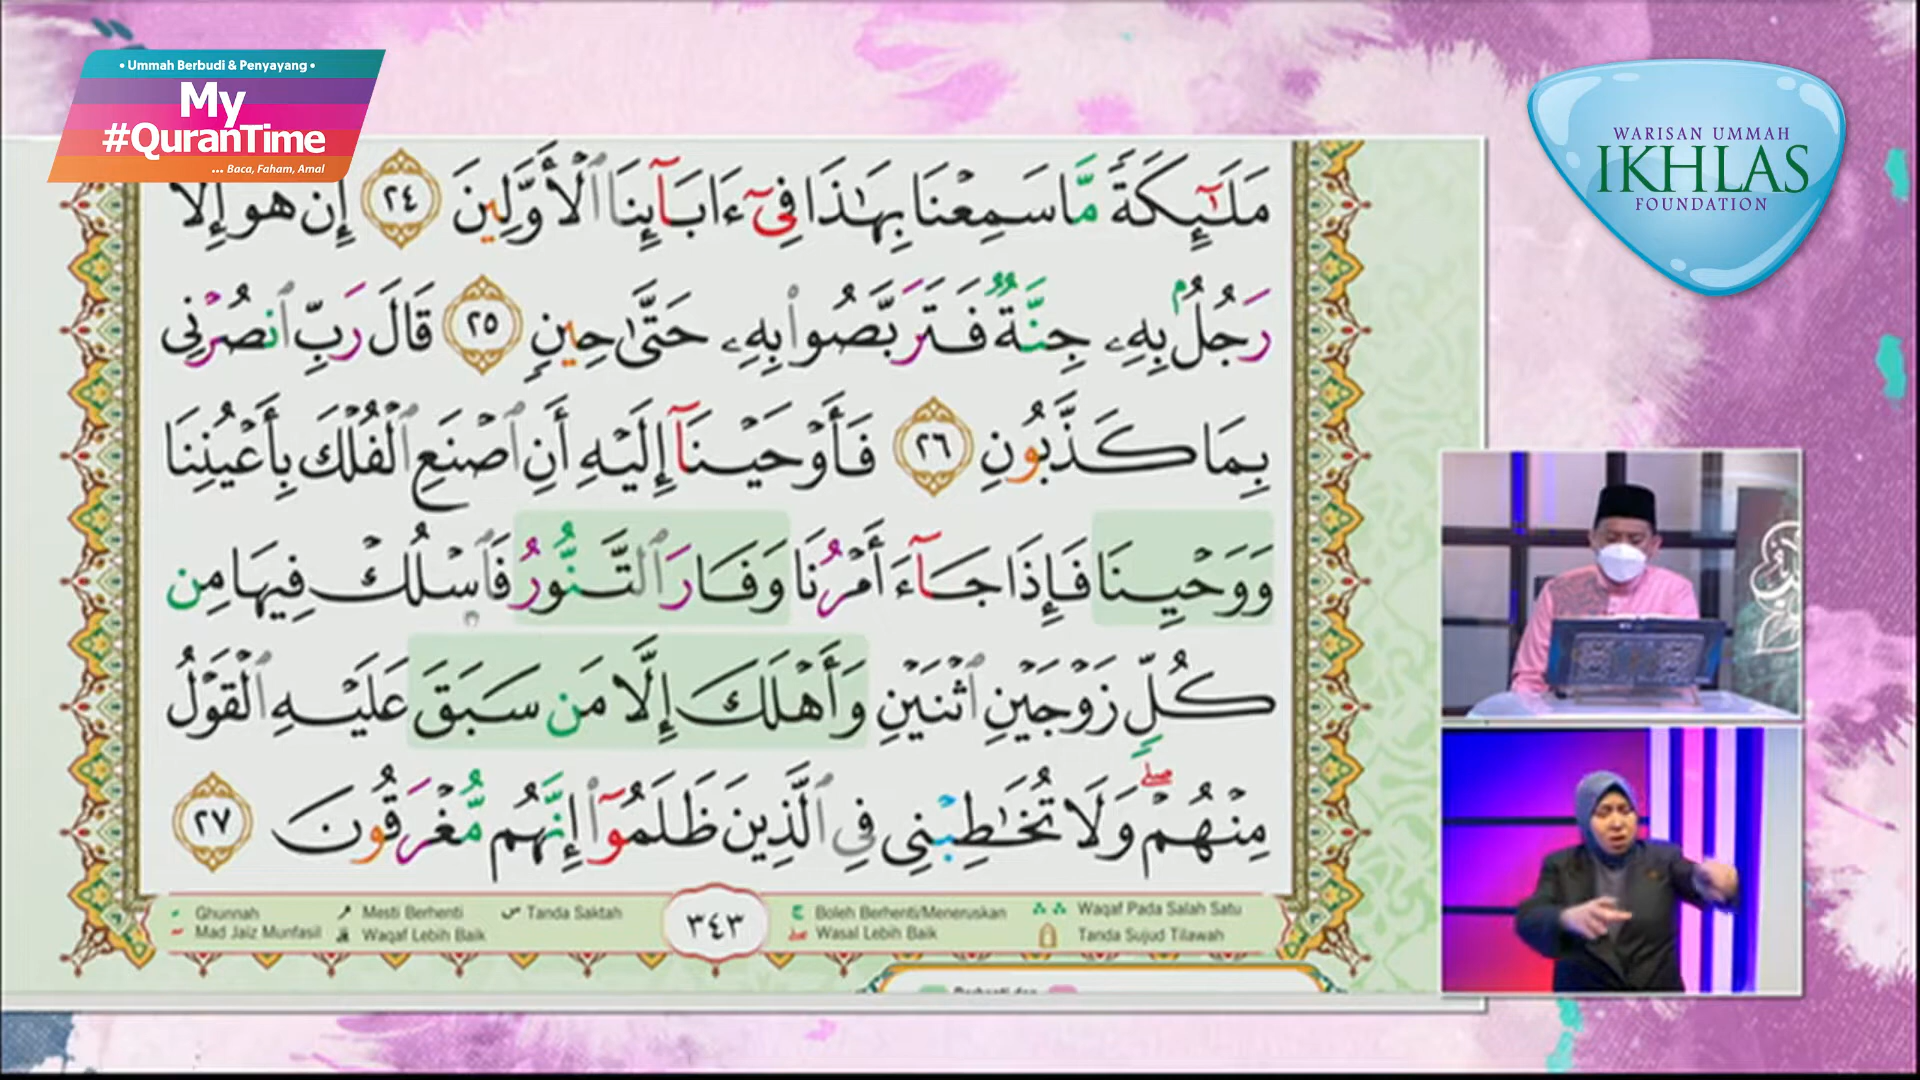 • Ummah Berbudi & Penyayang •
My
#QuranTime
... Baca, Faham, Amal
WARISAN UMMAH
IKHLAS
FOUNDATION
مَلَـٰٓئِكَةً مَّا سَمِعْنَا بِهَـٰذَا فِىٓ ءَابَآئِنَا ٱلْأَوَّلِينَ ٢٤ إِنْ هُوَ إِلَّا
رَجُلٌۢ بِهِۦ جِنَّةٌ فَتَرَبَّصُوا۟ بِهِۦ حَتَّىٰ حِينٍ ٢٥ قَالَ رَبِّ ٱنصُرْنِى
بِمَا كَذَّبُونِ ٢٦ فَأَوْحَيْنَآ إِلَيْهِ أَنِ ٱصْنَعِ ٱلْفُلْكَ بِأَعْيُنِنَا
وَوَحْيِنَا فَإِذَا جَآءَ أَمْرُنَا وَفَارَ ٱلتَّنُّورُ فَٱسْلُكْ فِيهَا مِن
كُلٍّ زَوْجَيْنِ ٱثْنَيْنِ وَأَهْلَكَ إِلَّا مَن سَبَقَ عَلَيْهِ ٱلْقَوْلُ
مِنْهُمْ ۖ وَلَا تُخَـٰطِبْنِى فِى ٱلَّذِينَ ظَلَمُوٓا۟ إِنَّهُم مُّغْرَقُونَ ٢٧
Ghunnah Mesti Berhenti Tanda Saktah ٣٤٣ Boleh Berhenti/Meneruskan Waqaf Pada Salah Satu
Mad Jaiz Munfasil Waqaf Lebih Baik Wasal Lebih Baik Tanda Sujud Tilawah